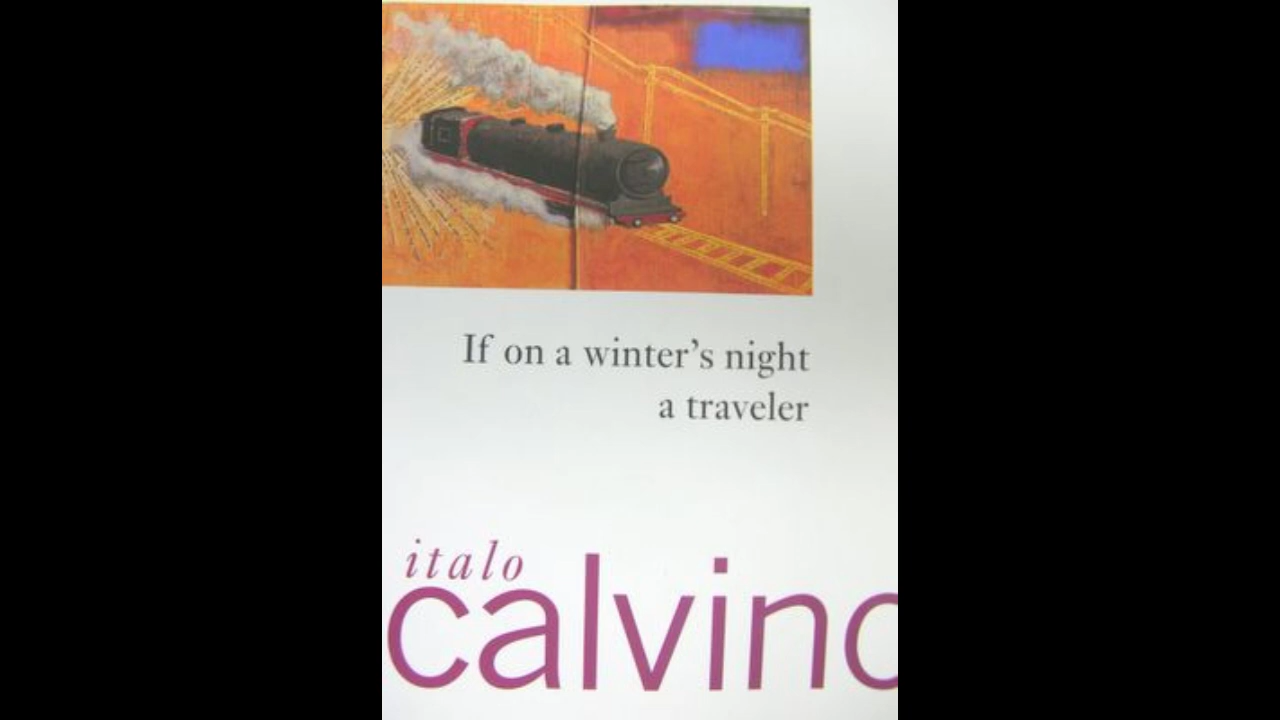 If on a winter's night
a traveler
italo
calvino